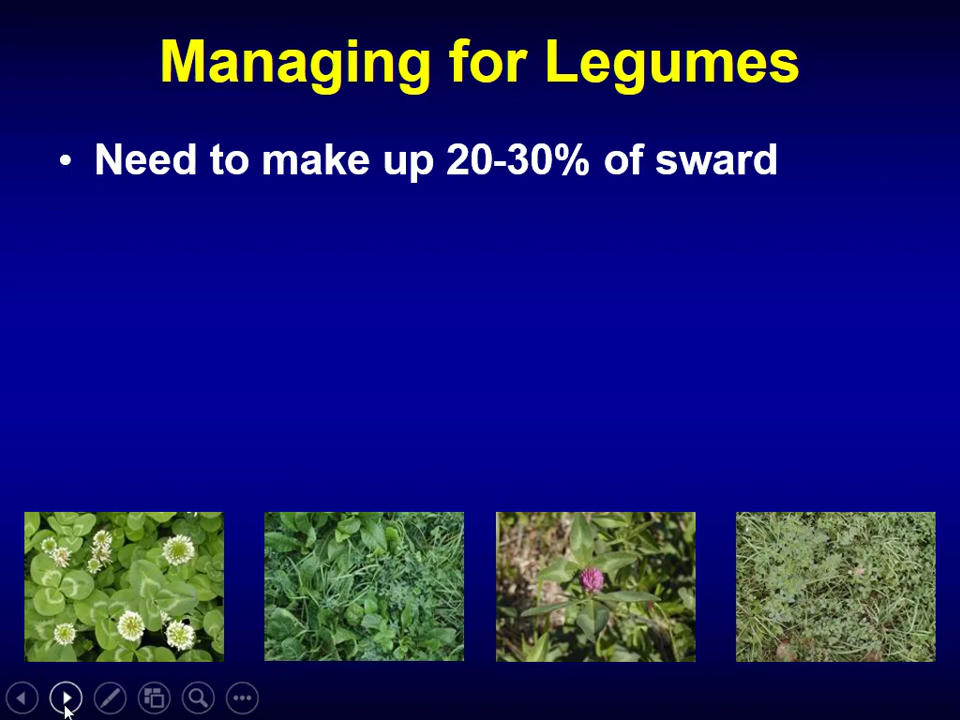 Managing for Legumes
• Need to make up 20-30% of sward